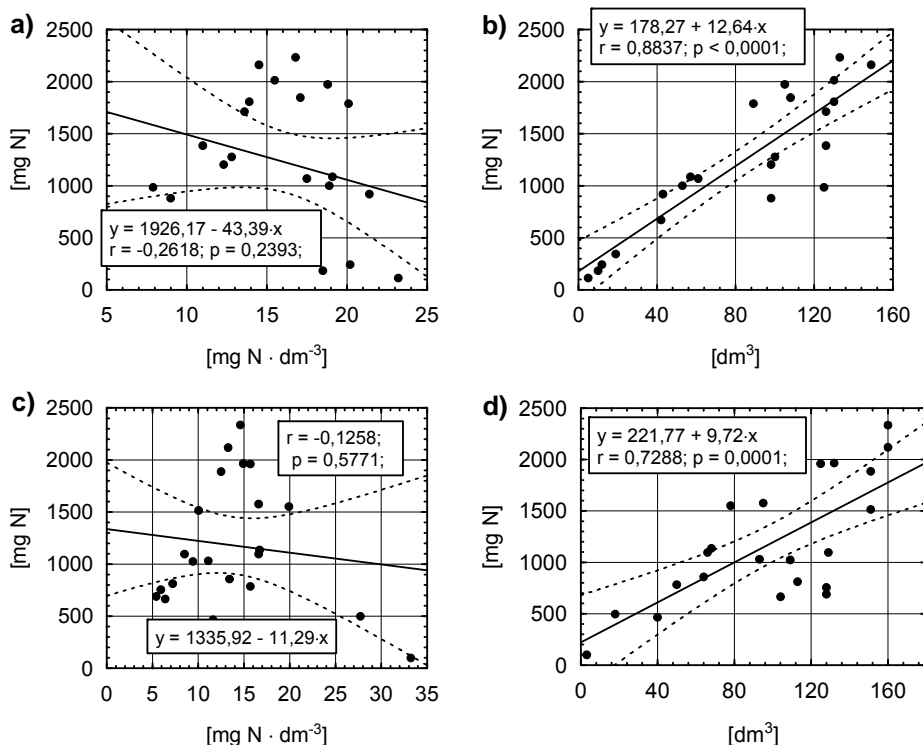 a)
2500
2000
1500
1000
500
0
[mg N]
y = 1926,17 - 43,39·x
r = -0,2618; p = 0,2393;
5 10 15 20 25
[mg N · dm⁻³]
b)
2500
2000
1500
1000
500
0
[mg N]
y = 178,27 + 12,64·x
r = 0,8837; p < 0,0001;
0 40 80 120 160
[dm³]
c)
2500
2000
1500
1000
500
0
[mg N]
r = -0,1258;
p = 0,5771;
y = 1335,92 - 11,29·x
0 5 10 15 20 25 30 35
[mg N · dm⁻³]
d)
2500
2000
1500
1000
500
0
[mg N]
y = 221,77 + 9,72·x
r = 0,7288; p = 0,0001;
0 40 80 120 160
[dm³]